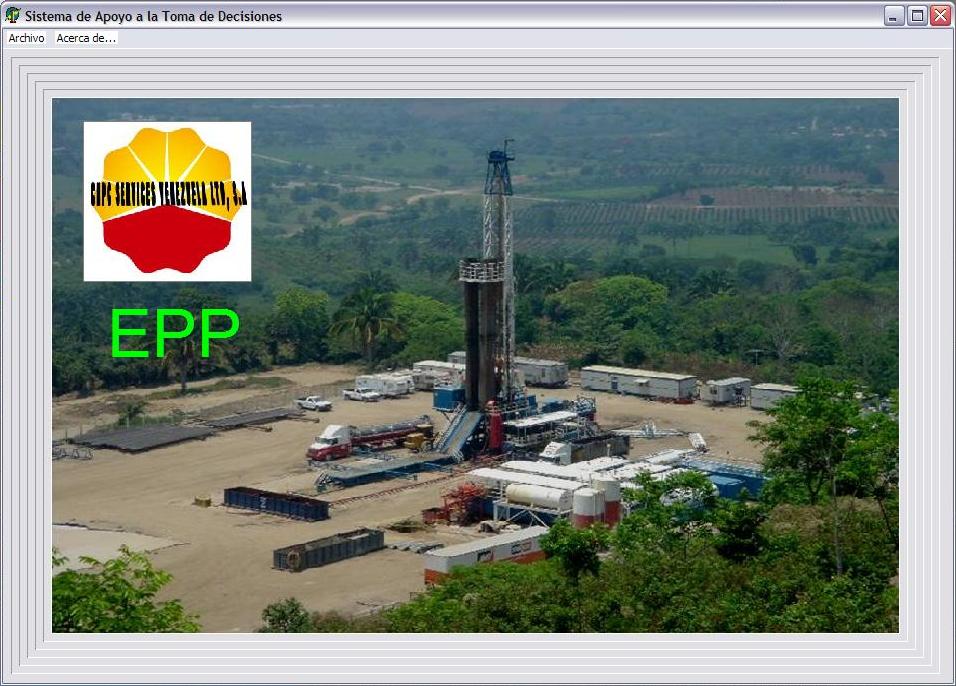 Sistema de Apoyo a la Toma de Decisiones
Archivo Acerca de...
CNPC SERVICES VENEZUELA LTD, S.A
EPP